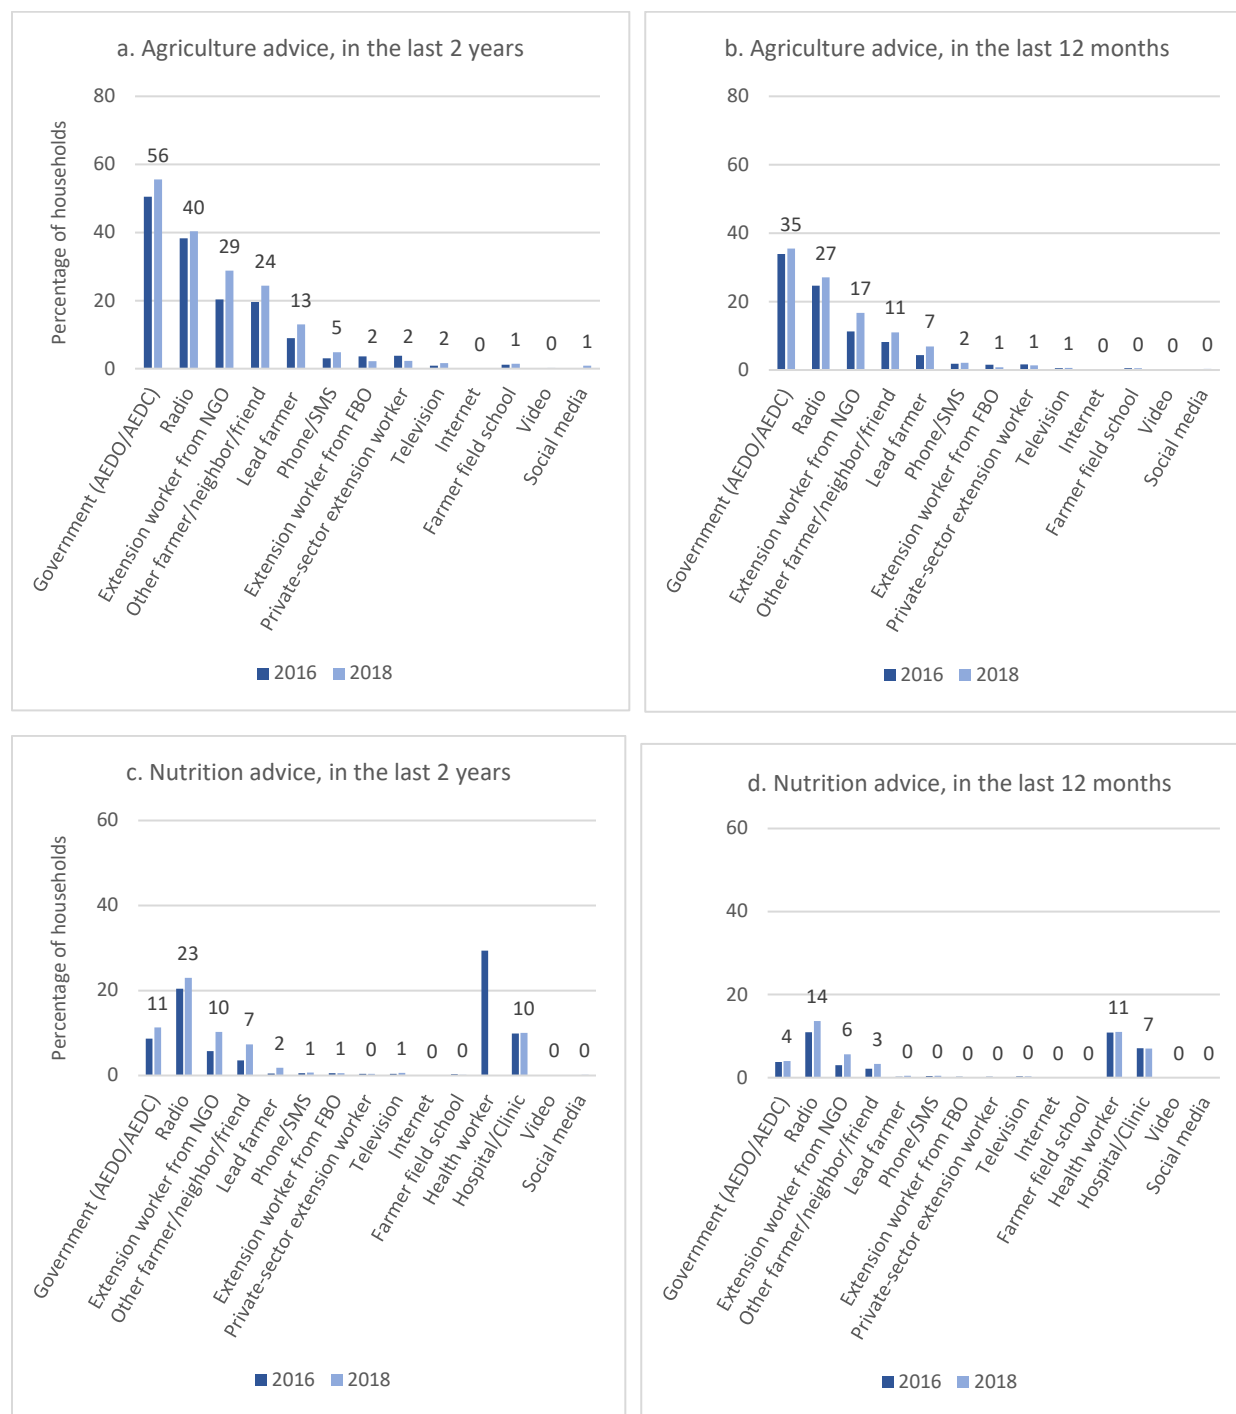 a. Agriculture advice, in the last 2 years
Percentage of households
80
60
40
20
0
56
40
29
24
13
5
2
2
2
0
1
0
1
Government (AEDO/AEDC)
Radio
Extension worker from NGO
Other farmer/neighbor/friend
Lead farmer
Phone/SMS
Extension worker from FBO
Private-sector extension worker
Television
Internet
Farmer field school
Video
Social media
2016 2018
b. Agriculture advice, in the last 12 months
80
60
40
20
0
35
27
17
11
7
2
1
1
1
0
0
0
0
Government (AEDO/AEDC)
Radio
Extension worker from NGO
Other farmer/neighbor/friend
Lead farmer
Phone/SMS
Extension worker from FBO
Private-sector extension worker
Television
Internet
Farmer field school
Video
Social media
2016 2018
c. Nutrition advice, in the last 2 years
Percentage of households
60
40
20
0
11
23
10
7
2
1
1
0
1
0
0
10
0
0
Government (AEDO/AEDC)
Radio
Extension worker from NGO
Other farmer/neighbor/friend
Lead farmer
Phone/SMS
Extension worker from FBO
Private-sector extension worker
Television
Internet
Farmer field school
Health worker
Hospital/Clinic
Video
Social media
2016 2018
d. Nutrition advice, in the last 12 months
60
40
20
0
4
14
6
3
0
0
0
0
0
0
0
11
7
0
0
Government (AEDO/AEDC)
Radio
Extension worker from NGO
Other farmer/neighbor/friend
Lead farmer
Phone/SMS
Extension worker from FBO
Private-sector extension worker
Television
Internet
Farmer field school
Health worker
Hospital/Clinic
Video
Social media
2016 2018